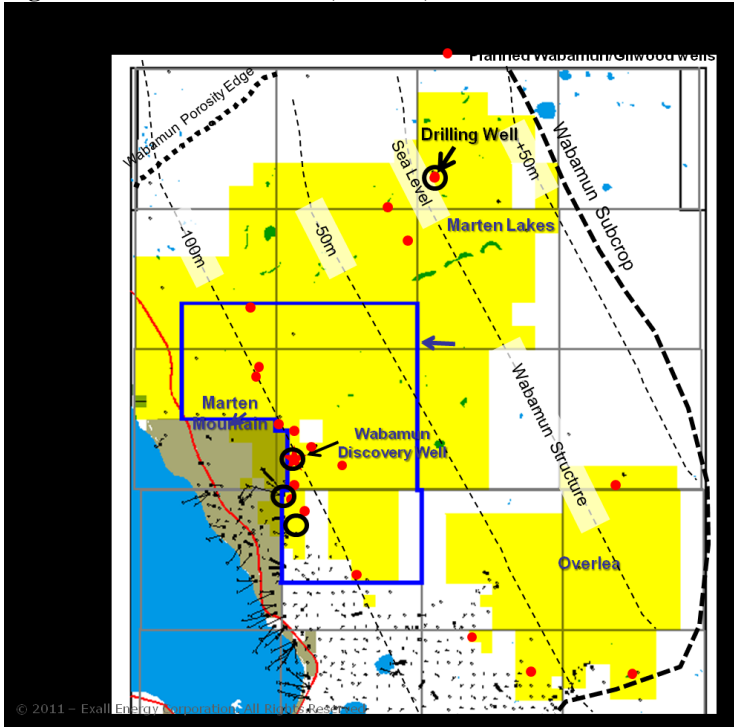 Planned Wabamun/Gilwood wells
Wabamun Porosity Edge
Drilling Well
+50m
Wabamun Subcrop
Sea Level
Marten Lakes
-50m
-100m
Marten
Mountain
Wabamun
Discovery Well
Wabamun Structure
Overlea
© 2011 – Exall Energy Corporation. All Rights Reserved